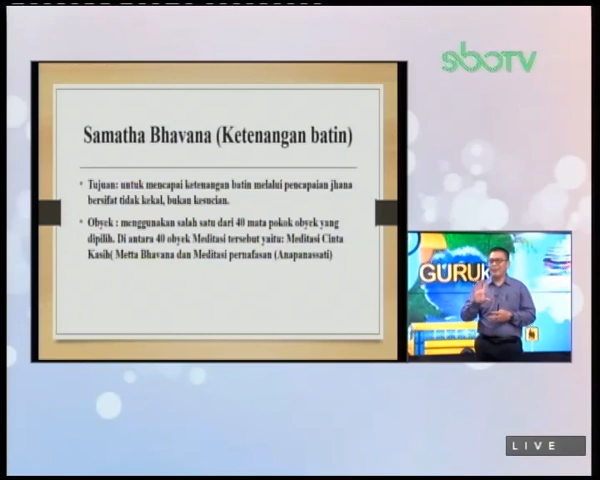 sboTV
Samatha Bhavana (Ketenangan batin)
Tujuan: untuk mencapai ketenangan batin melalui pencapaian jhana
bersifat tidak kekal, bukan kesucian.
Obyek : menggunakan salah satu dari 40 mata pokok obyek yang
dipilih. Di antara 40 obyek Meditasi tersebut yaitu: Meditasi Cinta
Kasih( Metta Bhavana dan Meditasi pernafasan (Anapanassati)
GURUK
LIVE